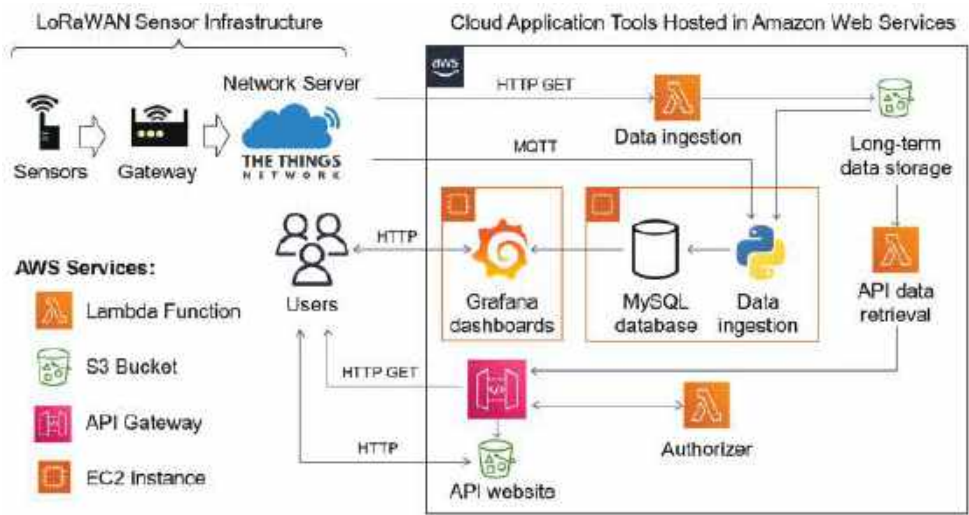 LoRaWAN Sensor Infrastructure
Cloud Application Tools Hosted in Amazon Web Services
aws
Network Server
HTTP GET
Data ingestion
Sensors
Gateway
THE THINGS
NETWORK
MQTT
Long-term
data storage
HTTP
AWS Services:
Lambda Function
Users
Grafana
dashboards
MySQL
database
Data
ingestion
API data
retrieval
S3 Bucket
HTTP GET
API Gateway
HTTP
Authorizer
EC2 Instance
API website